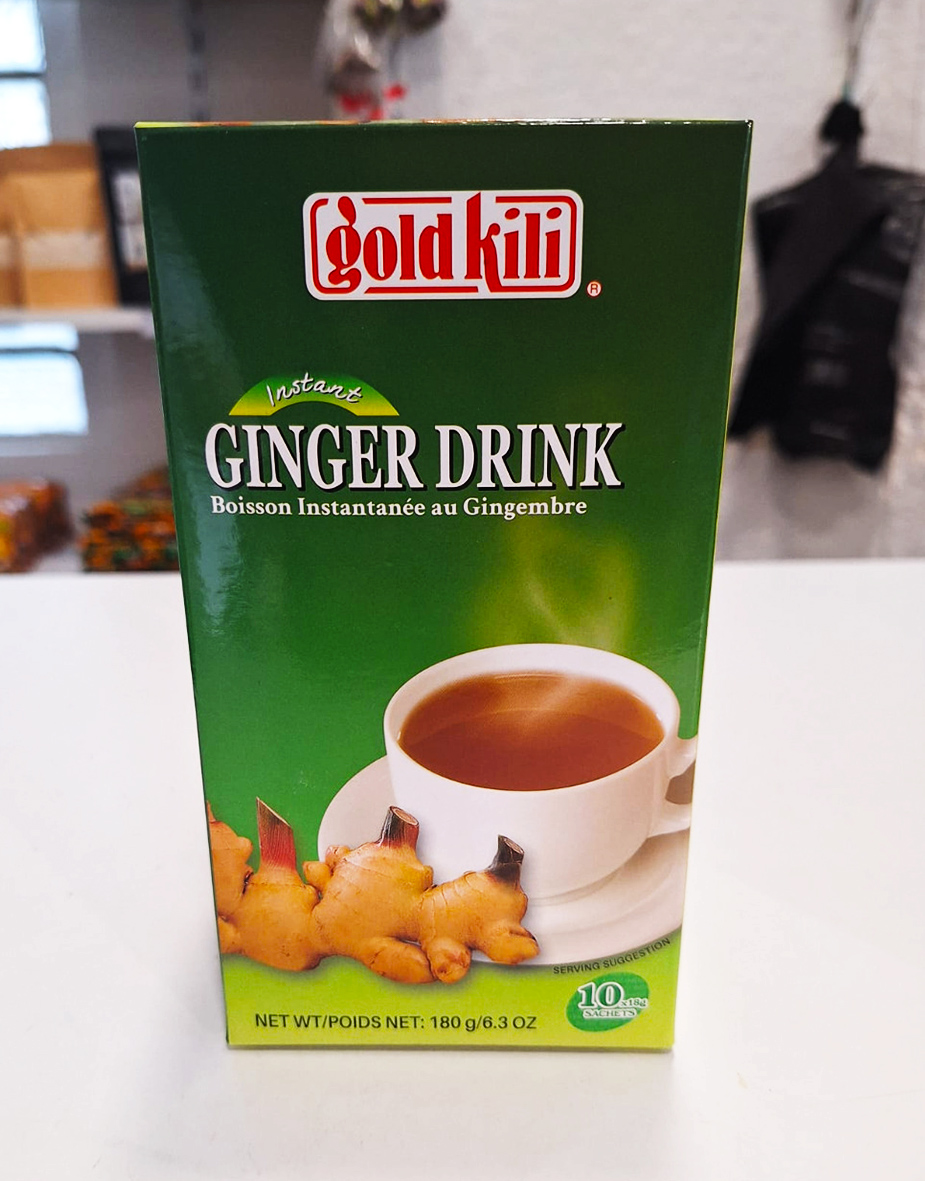 gold kili
®
Instant
GINGER DRINK
Boisson Instantanée au Gingembre
SERVING SUGGESTION
10 x18g
SACHETS
NET WT/POIDS NET: 180 g/6.3 OZ